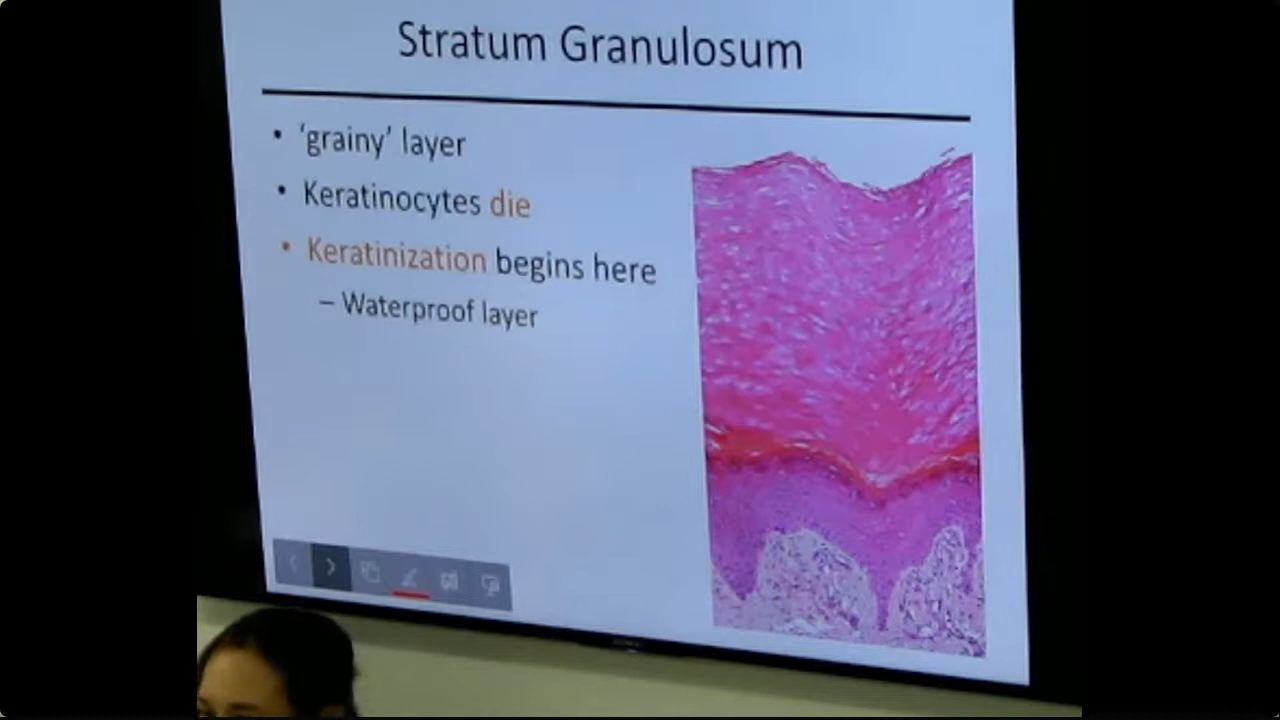 Stratum Granulosum
• 'grainy' layer
• Keratinocytes die
• Keratinization begins here
– Waterproof layer